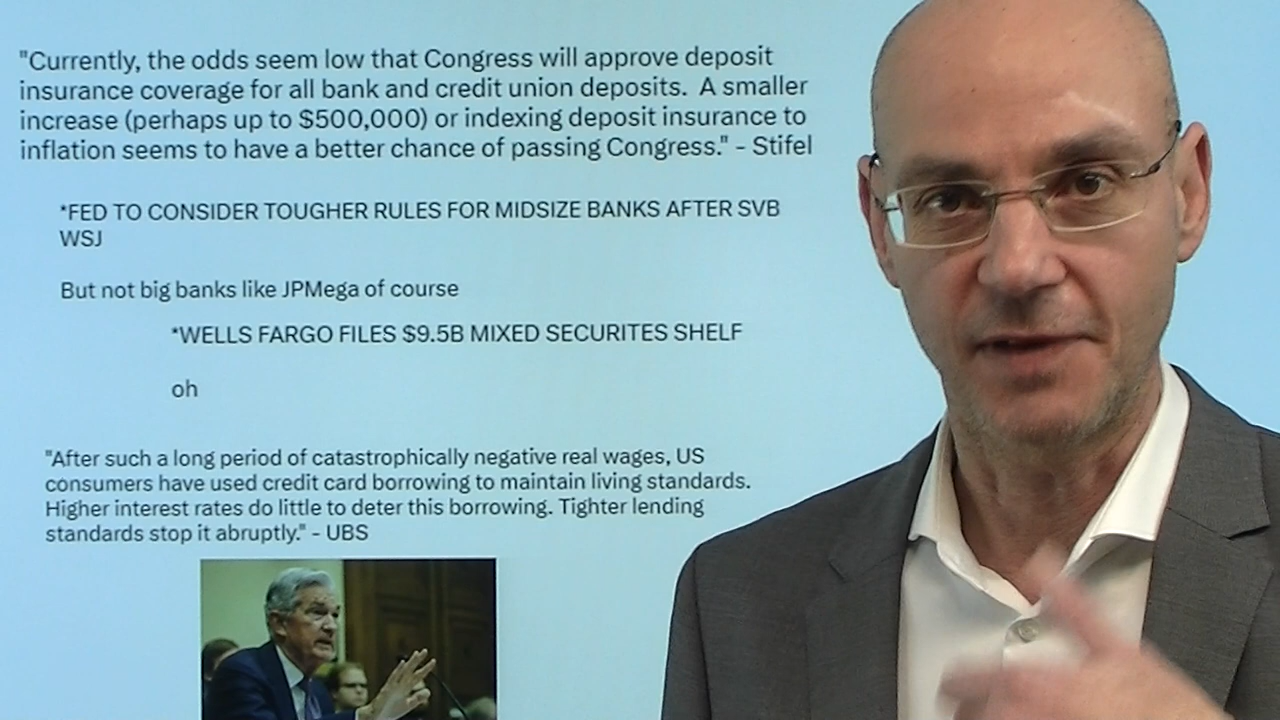 "Currently, the odds seem low that Congress will approve deposit
insurance coverage for all bank and credit union deposits.  A smaller
increase (perhaps up to $500,000) or indexing deposit insurance to
inflation seems to have a better chance of passing Congress." - Stifel
*FED TO CONSIDER TOUGHER RULES FOR MIDSIZE BANKS AFTER SVB
WSJ
But not big banks like JPMega of course
*WELLS FARGO FILES $9.5B MIXED SECURITES SHELF
oh
"After such a long period of catastrophically negative real wages, US
consumers have used credit card borrowing to maintain living standards.
Higher interest rates do little to deter this borrowing. Tighter lending
standards stop it abruptly." - UBS